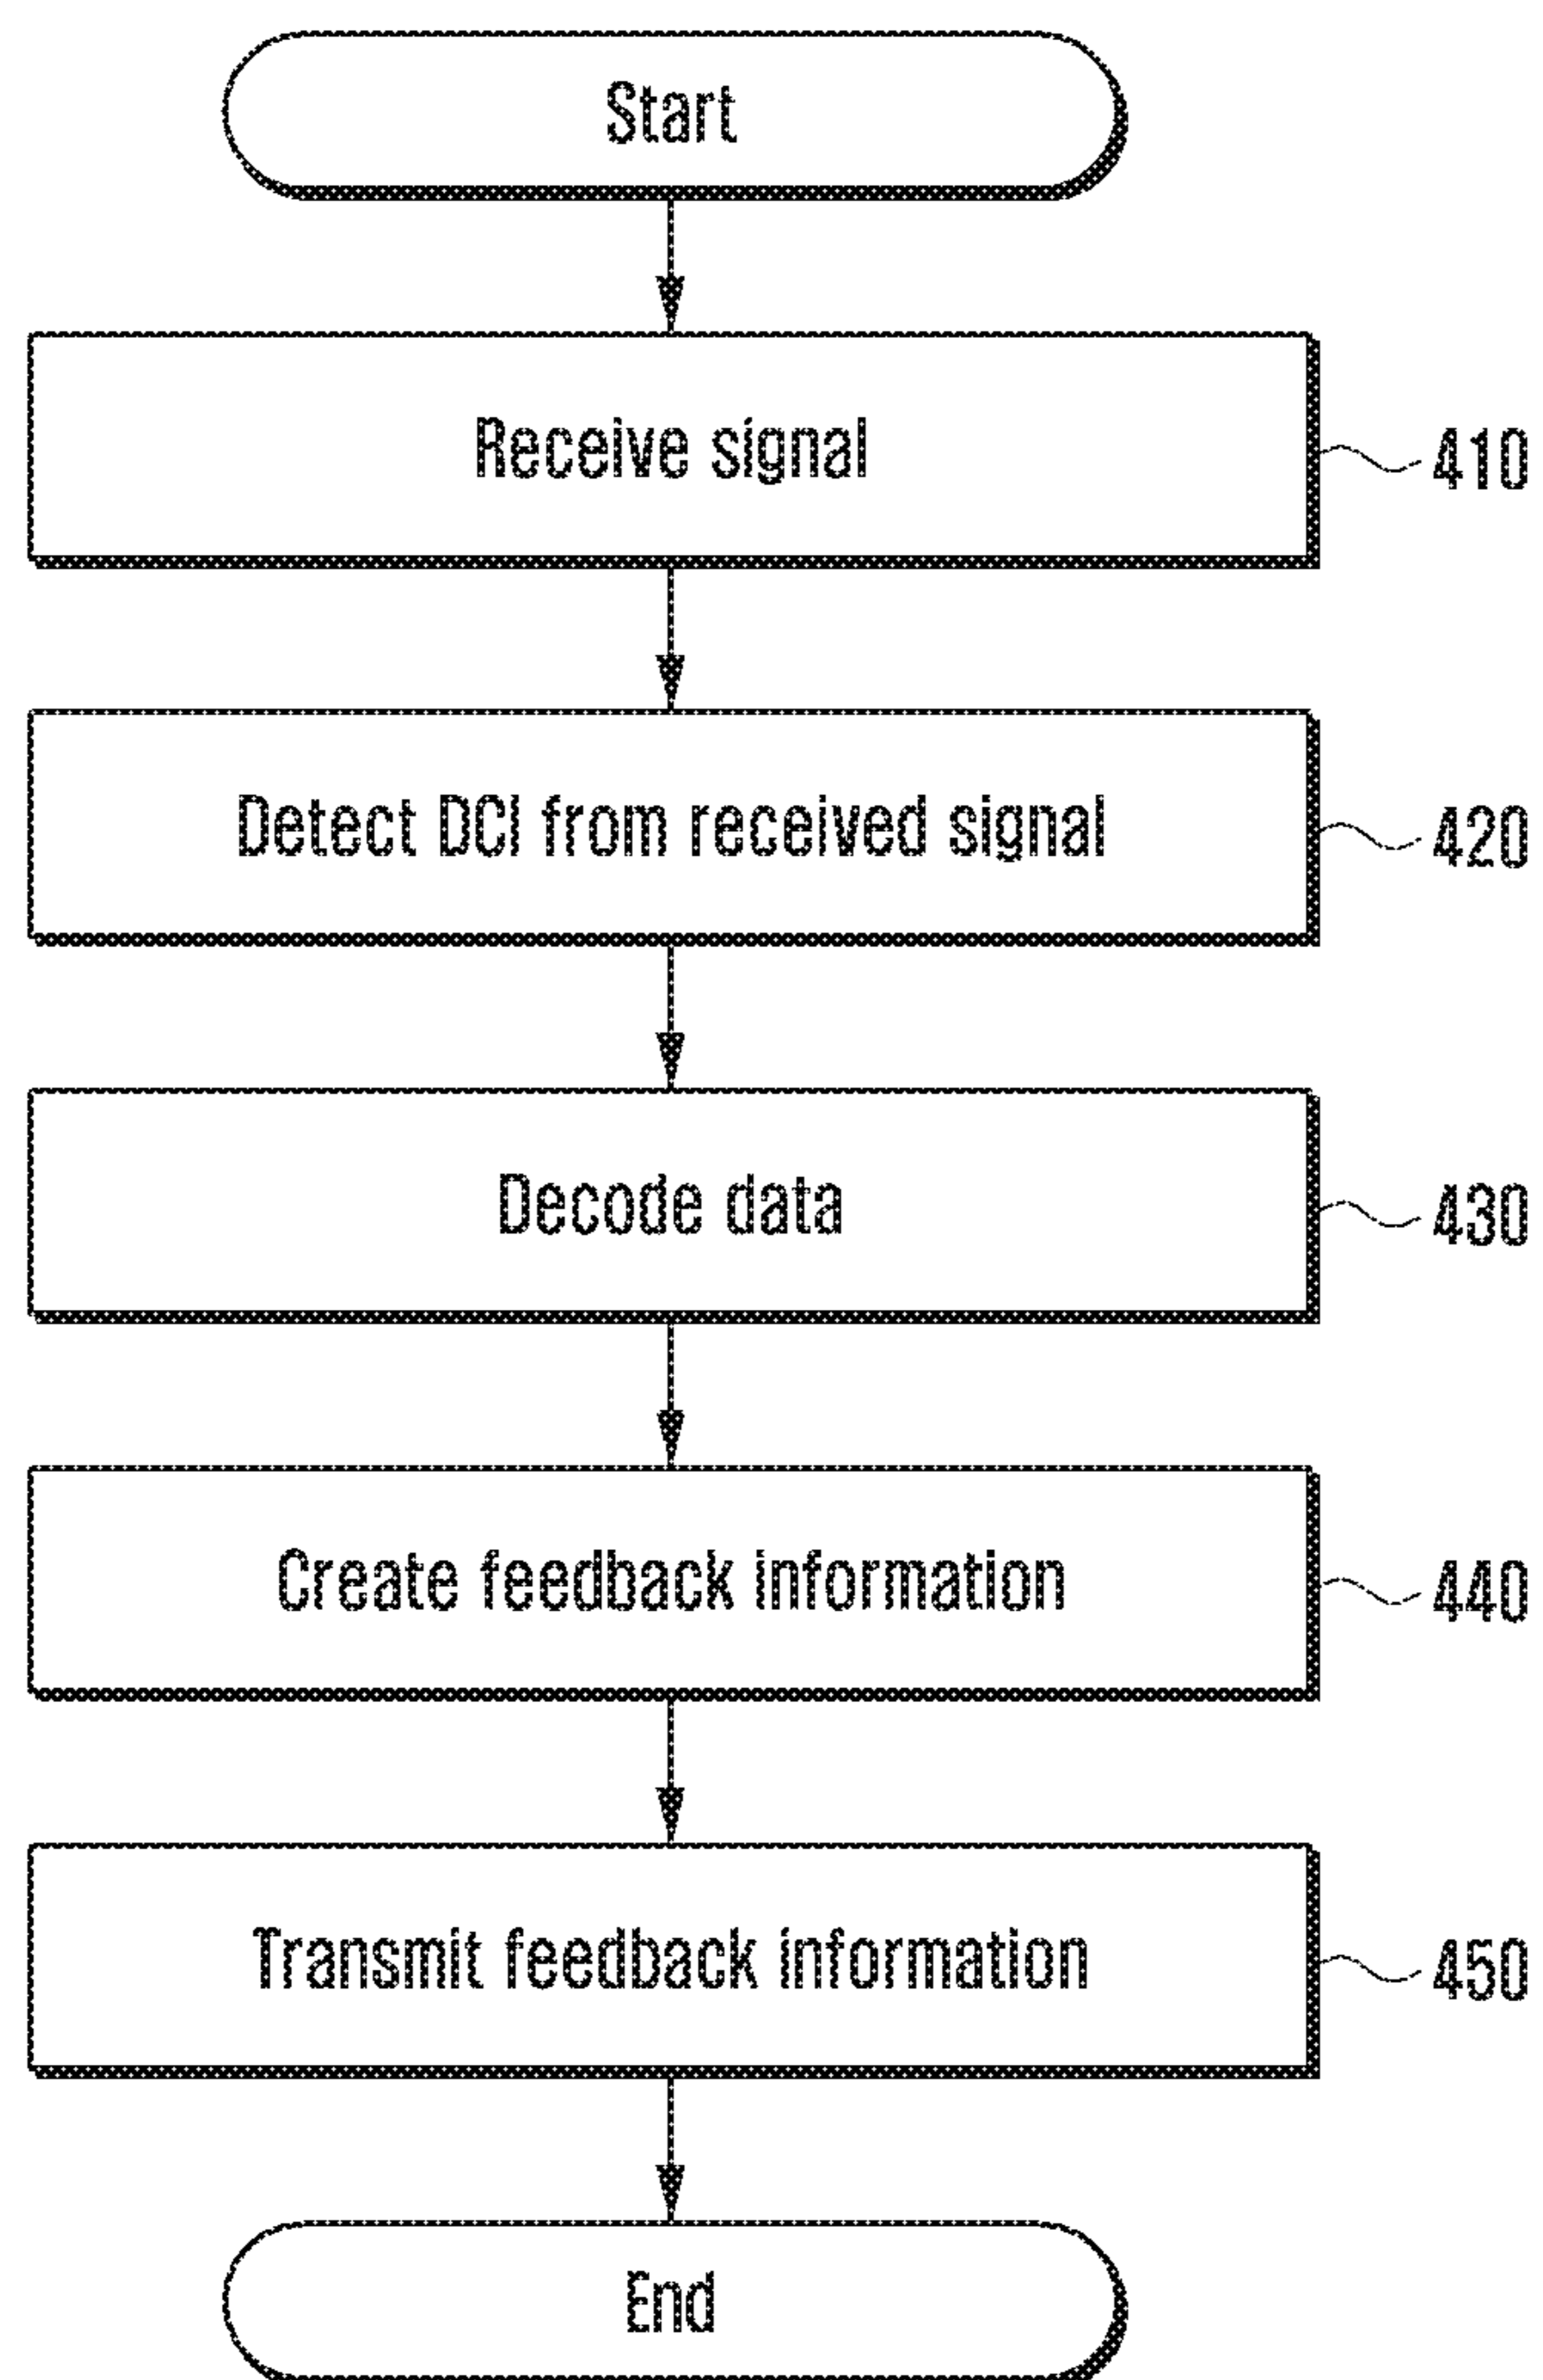 Start
Receive signal
410
Detect DCI from received signal
420
Decode data
430
Create feedback information
440
Transmit feedback information
450
End